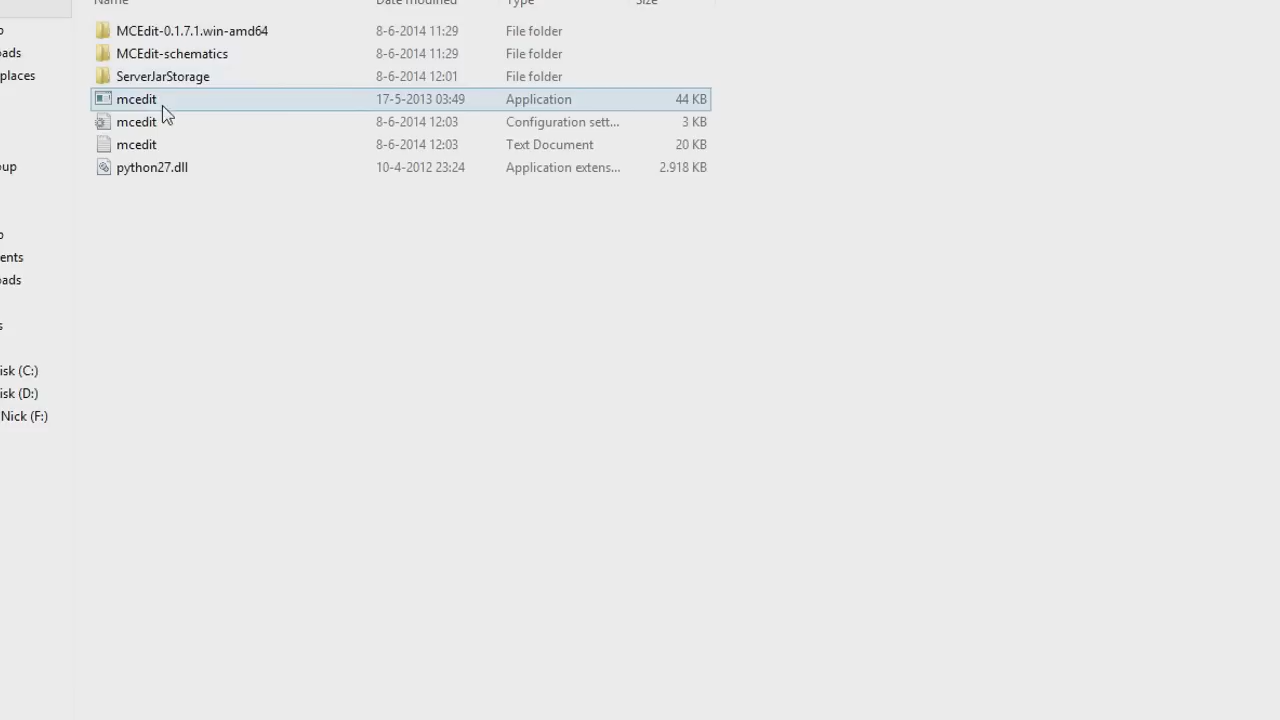 Name Date modified Type Size
MCEdit-0.1.7.1.win-amd64 8-6-2014 11:29 File folder
MCEdit-schematics 8-6-2014 11:29 File folder
ServerJarStorage 8-6-2014 12:01 File folder
mcedit 17-5-2013 03:49 Application 44 KB
mcedit 8-6-2014 12:03 Configuration sett... 3 KB
mcedit 8-6-2014 12:03 Text Document 20 KB
python27.dll 10-4-2012 23:24 Application extens... 2.918 KB
oads
places
oup
ents
oads
s
isk (C:)
isk (D:)
Nick (F:)